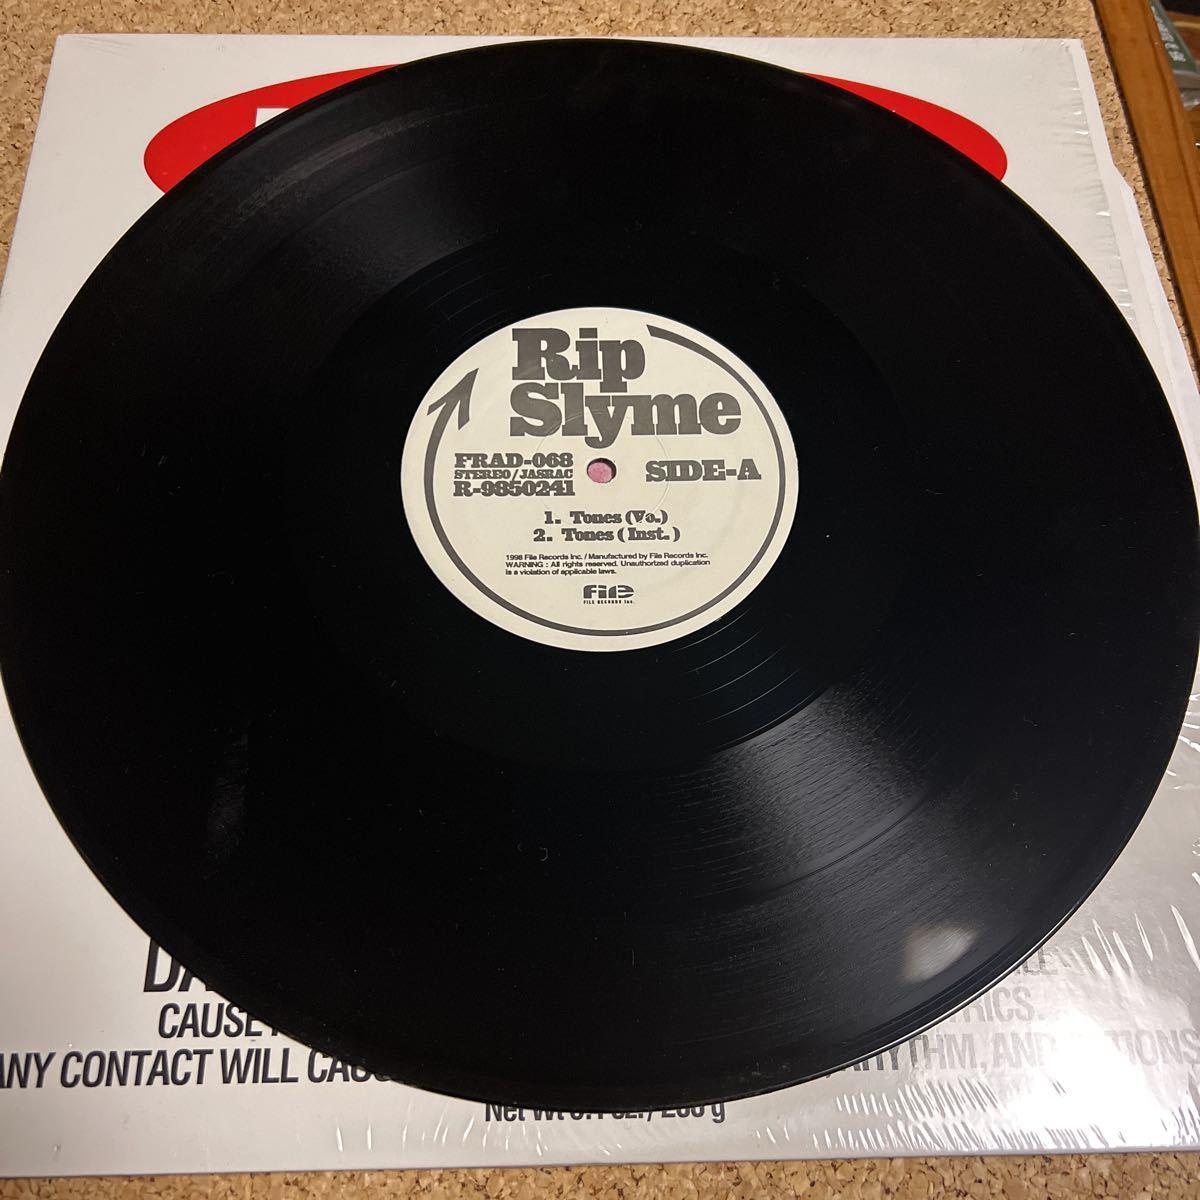 Rip
Slyme
FRAD-068
STEREO/JASRAC
R-9850241
SIDE-A
1. Tones (Vo.)
2. Tones ( Inst. )
1998 File Records Inc. / Manufactured by File Records Inc.
WARNING : All rights reserved. Unauthorized duplication
is a violation of applicable laws.
FILE
FILE RECORDS Inc.
CAUSE
ANY CONTACT WILL RHYTHM, AND
Net Wt